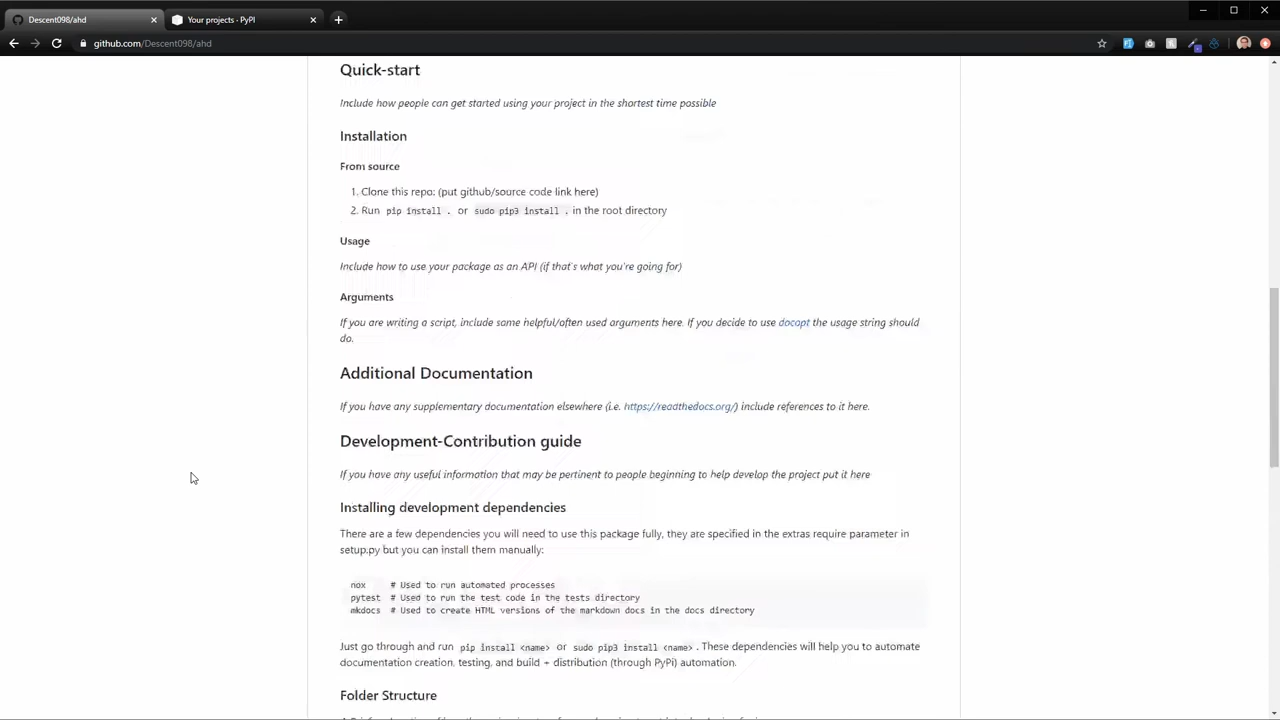 Descent098/ahd
Your projects · PyPI
github.com/Descent098/ahd
Quick-start
Include how people can get started using your project in the shortest time possible
Installation
From source
1. Clone this repo: (put github/source code link here)
2. Run pip install . or sudo pip3 install . in the root directory
Usage
Include how to use your package as an API (if that's what you're going for)
Arguments
If you are writing a script, include some helpful/often used arguments here. If you decide to use docopt the usage string should
do.
Additional Documentation
If you have any supplementary documentation elsewhere (i.e. https://readthedocs.org/) include references to it here.
Development-Contribution guide
If you have any useful information that may be pertinent to people beginning to help develop the project put it here
Installing development dependencies
There are a few dependencies you will need to use this package fully, they are specified in the extras require parameter in
setup.py but you can install them manually:
nox # Used to run automated processes
pytest # Used to run the test code in the tests directory
mkdocs # Used to create HTML versions of the markdown docs in the docs directory
Just go through and run pip install <name> or sudo pip3 install <name> . These dependencies will help you to automate
documentation creation, testing, and build + distribution (through PyPi) automation.
Folder Structure